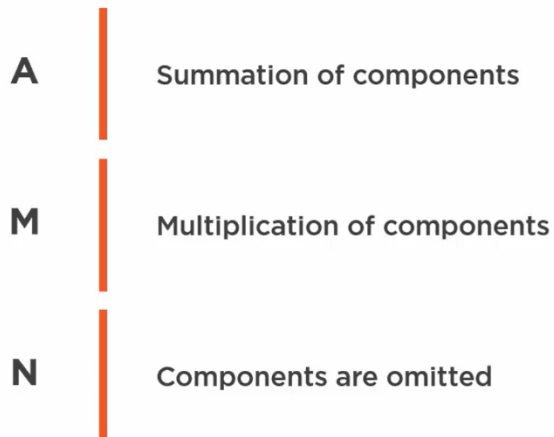 A Summation of components
M Multiplication of components
N Components are omitted